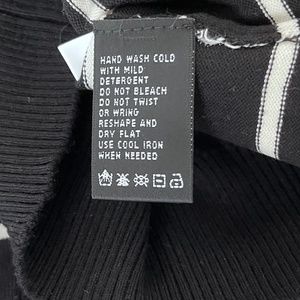 HAND WASH COLD
WITH MILD
DETERGENT
DO NOT BLEACH
DO NOT TWIST
OR WRING
RESHAPE AND
DRY FLAT
USE COOL IRON
WHEN NEEDED